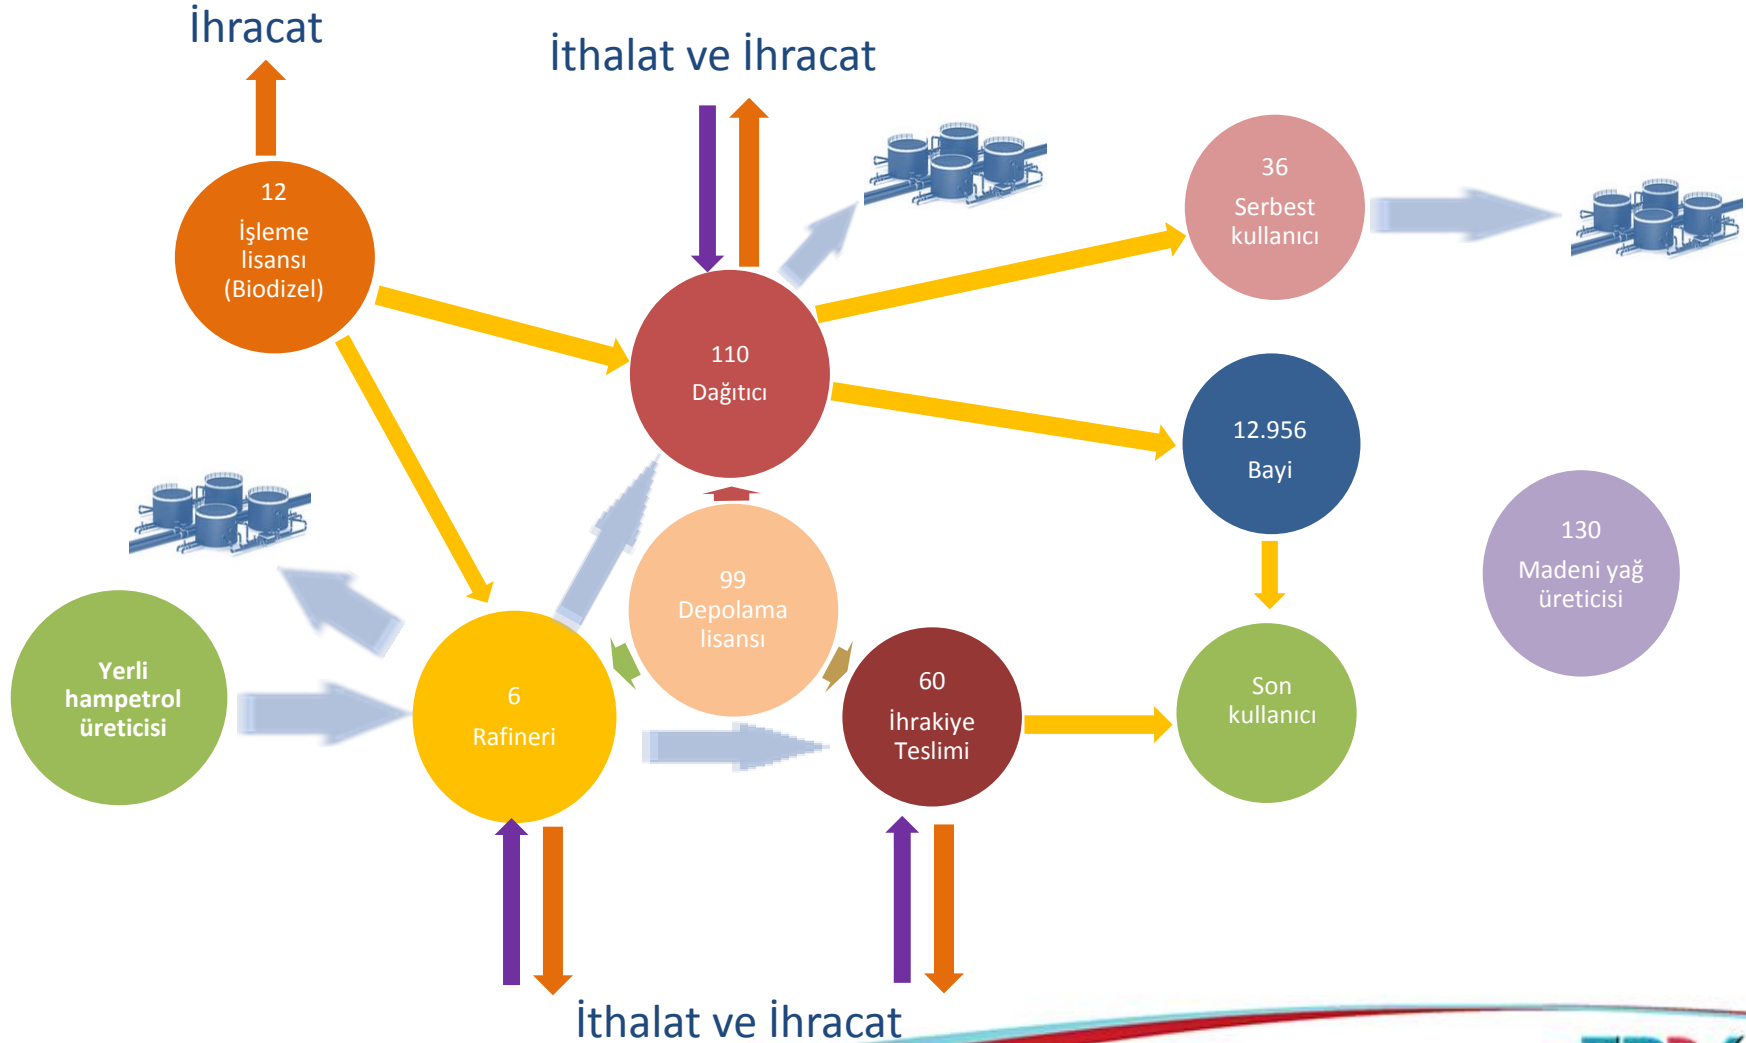 İhracat
İthalat ve İhracat
12
İşleme
lisansı
(Biodizel)
36
Serbest
kullanıcı
110
Dağıtıcı
12.956
Bayi
130
Madeni yağ
üreticisi
99
Depolama
lisansı
Yerli
hampetrol
üreticisi
6
Rafineri
60
İhrakiye
Teslimi
Son
kullanıcı
İthalat ve İhracat